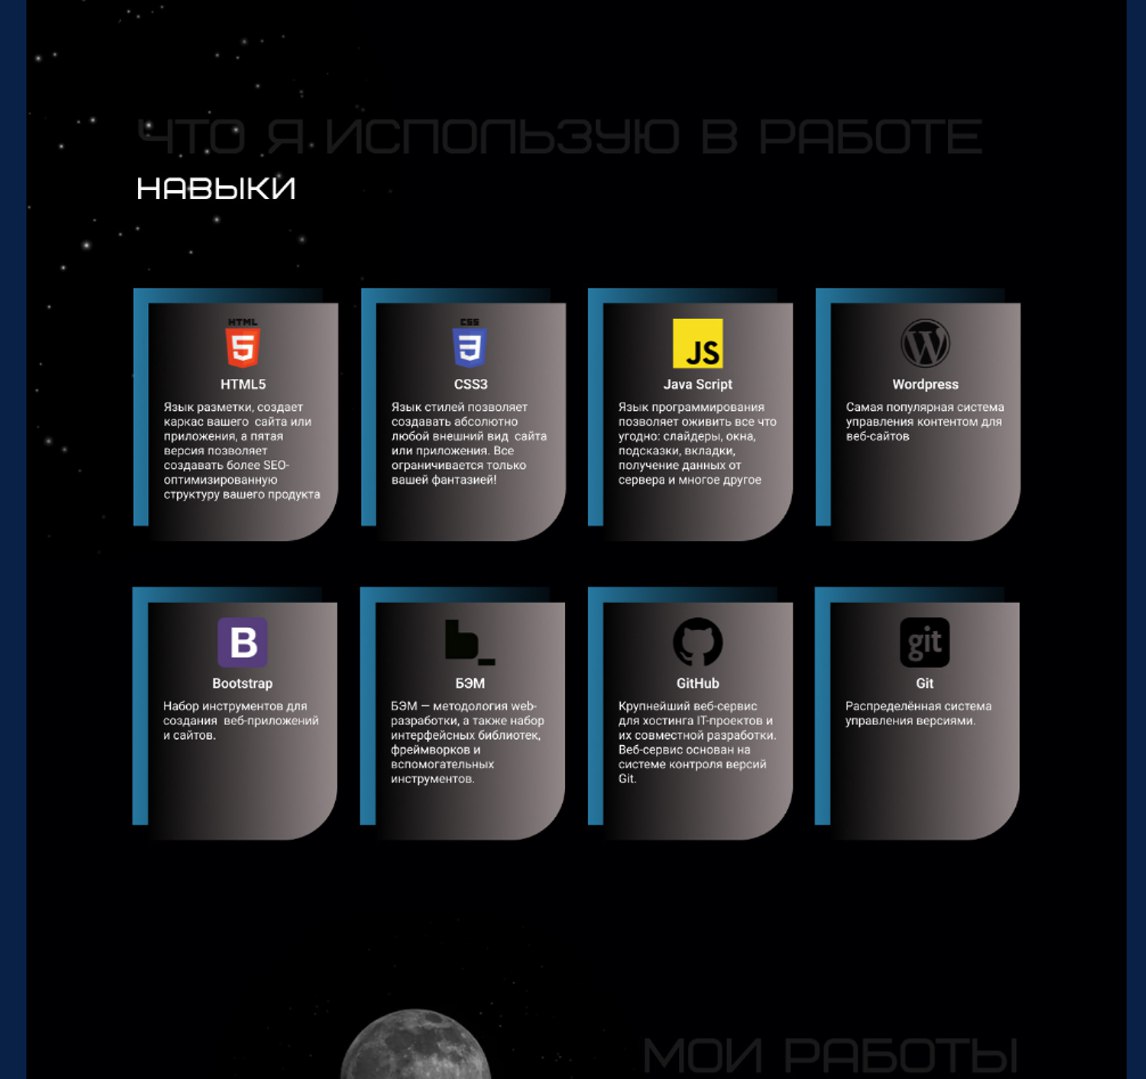 ЧТО Я ИСПОЛЬЗУЮ В РАБОТЕ
НАВЫКИ
HTML
5
HTML5
Язык разметки, создает
каркас вашего  сайта или
приложения, а пятая
версия позволяет
создавать более SEO-
оптимизированную
структуру вашего продукта
CSS
3
CSS3
Язык стилей позволяет
создавать абсолютно
любой внешний вид  сайта
или приложения. Все
ограничивается только
вашей фантазией!
JS
Java Script
Язык программирования
позволяет оживить все что
угодно: слайдеры, окна,
подсказки, вкладки,
получение данных от
сервера и многое другое
W
Wordpress
Самая популярная система
управления контентом для
веб-сайтов
B
Bootstrap
Набор инструментов для
создания  веб-приложений
и сайтов.
b_
БЭМ
БЭМ — методология web-
разработки, а также набор
интерфейсных библиотек,
фреймворков и
вспомогательных
инструментов.
GitHub
Крупнейший веб-сервис
для хостинга IT-проектов и
их совместной разработки.
Веб-сервис основан на
системе контроля версий
Git.
git
Git
Распределённая система
управления версиями.
МОИ РАБОТЫ